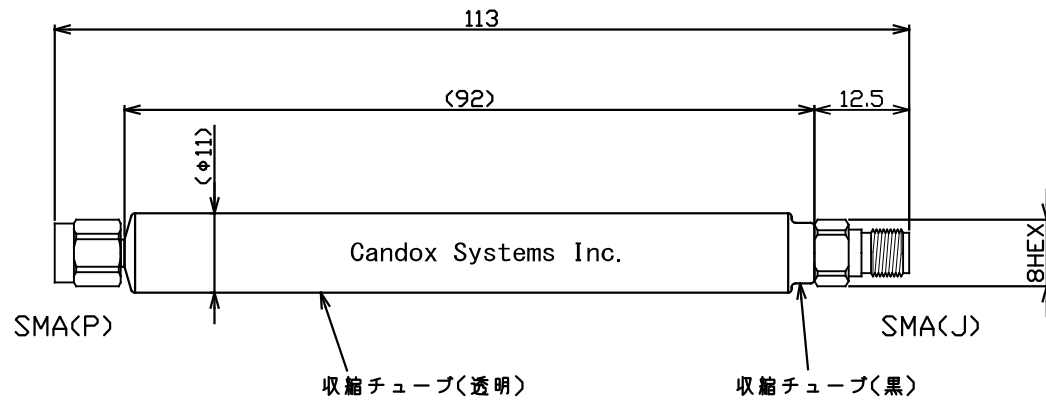 113
(92)
12.5
(φ11)
Candox Systems Inc.
8HEX
SMA(P)
SMA(J)
収縮チューブ(透明)
収縮チューブ(黒)